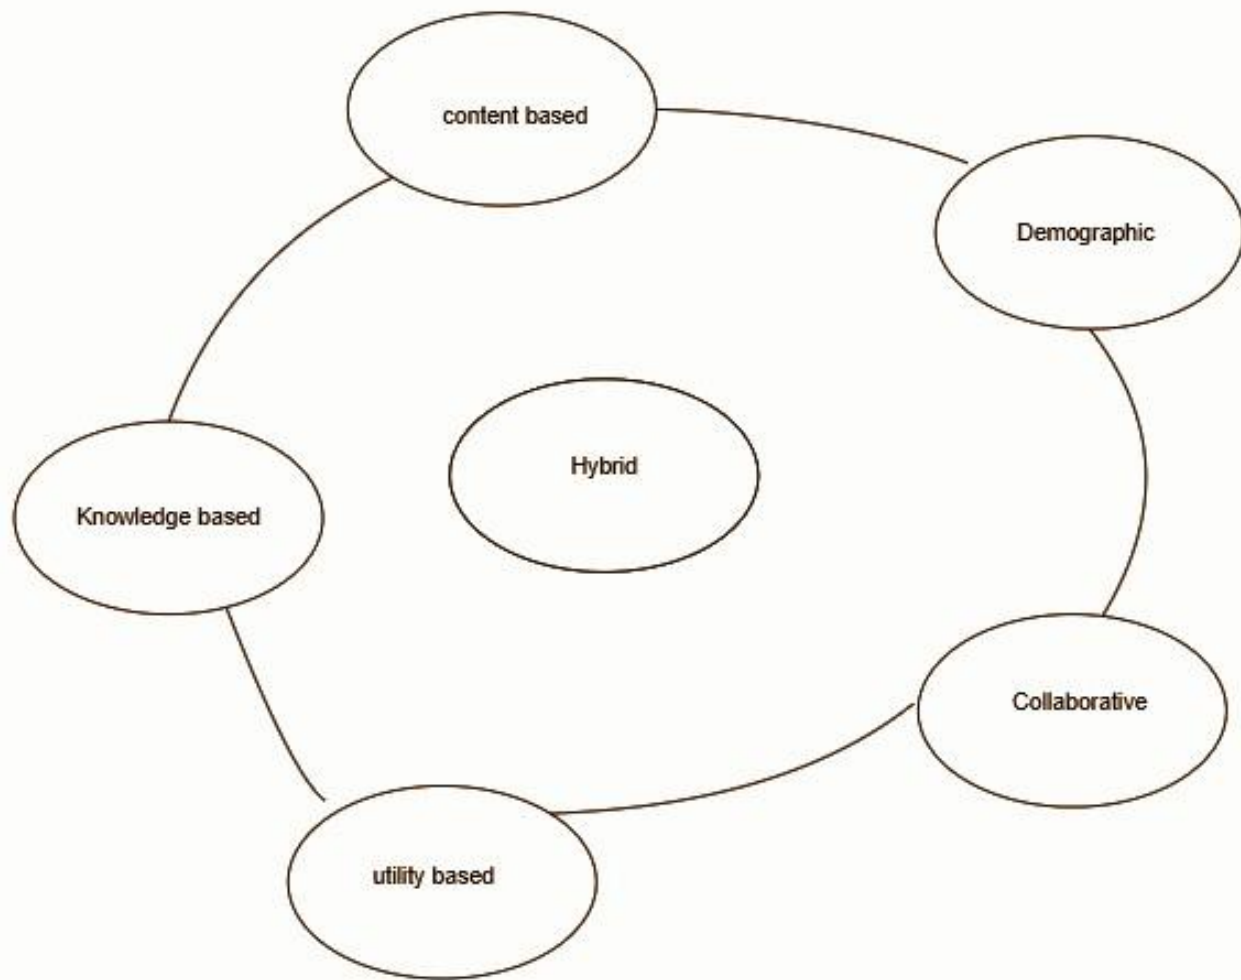 content based
Demographic
Hybrid
Knowledge based
Collaborative
utility based